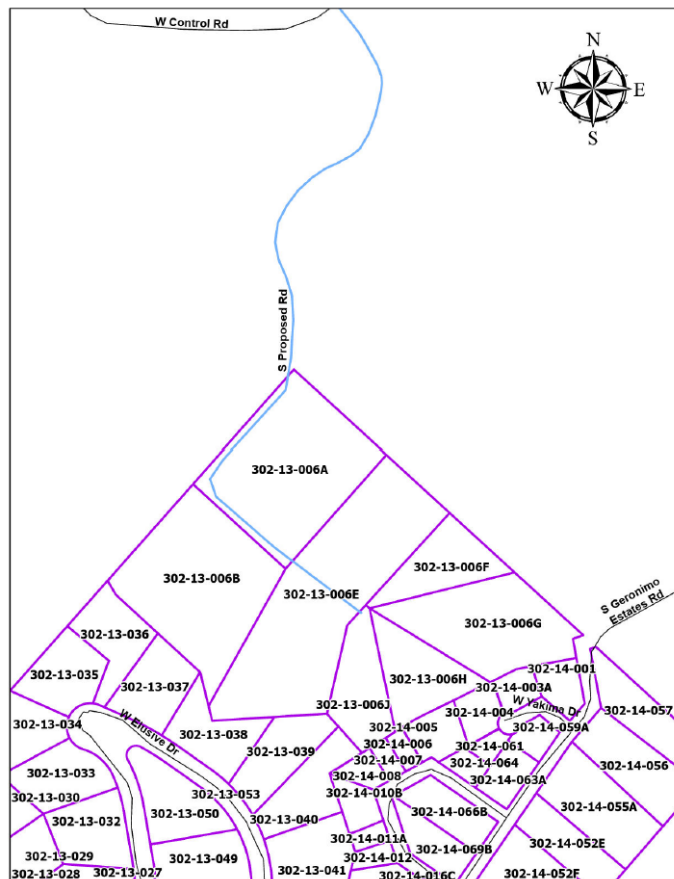 W Control Rd
N
W
E
S
S Proposed Rd
302-13-006A
302-13-006F
302-13-006B
302-13-006E
S Geronimo
Estates Rd
302-13-006G
302-13-036
302-14-001
302-13-035
302-13-006H
302-13-037
302-14-003A
302-13-006J
W Yakima Dr
302-14-057
302-14-004
302-13-034
W Elusive Dr
302-14-005
302-14-059A
302-13-038
302-14-006
302-14-061
302-13-039
302-14-007
302-14-064
302-14-056
302-13-033
302-14-008
302-14-063A
302-13-053
302-14-010B
302-13-030
302-14-055A
302-13-050
302-14-066B
302-13-032
302-13-040
302-14-011A
302-14-052E
302-14-069B
302-13-029
302-13-049
302-14-012
302-13-028
302-13-027
302-13-041
302-14-016C
302-14-052F